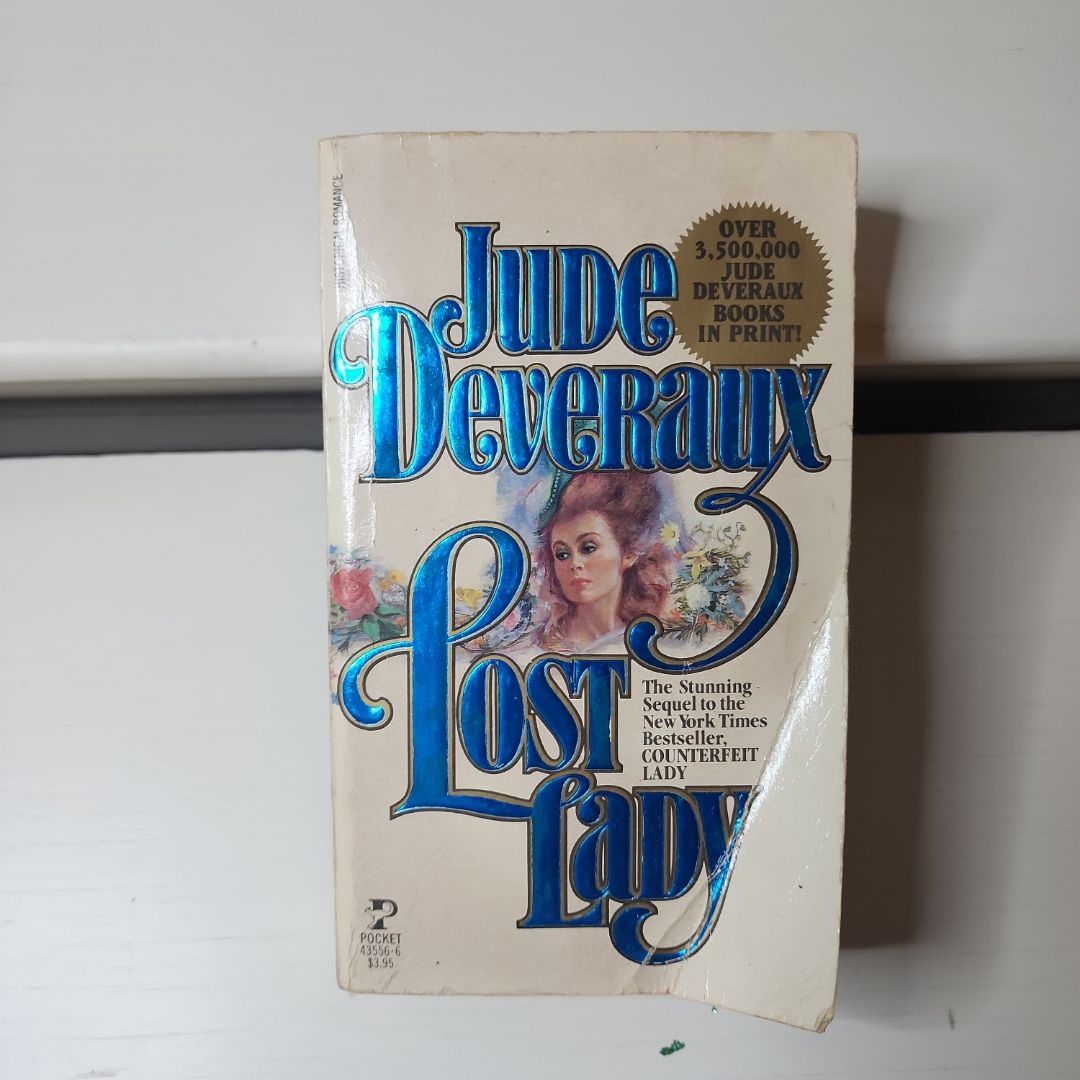 HISTORICAL ROMANCE
JUDE
DEVERAUX
OVER
3,500,000
JUDE
DEVERAUX
BOOKS
IN PRINT!
LOST
LADY
The Stunning
Sequel to the
New York Times
Bestseller,
COUNTERFEIT
LADY
P
POCKET
43556-6
$3.95